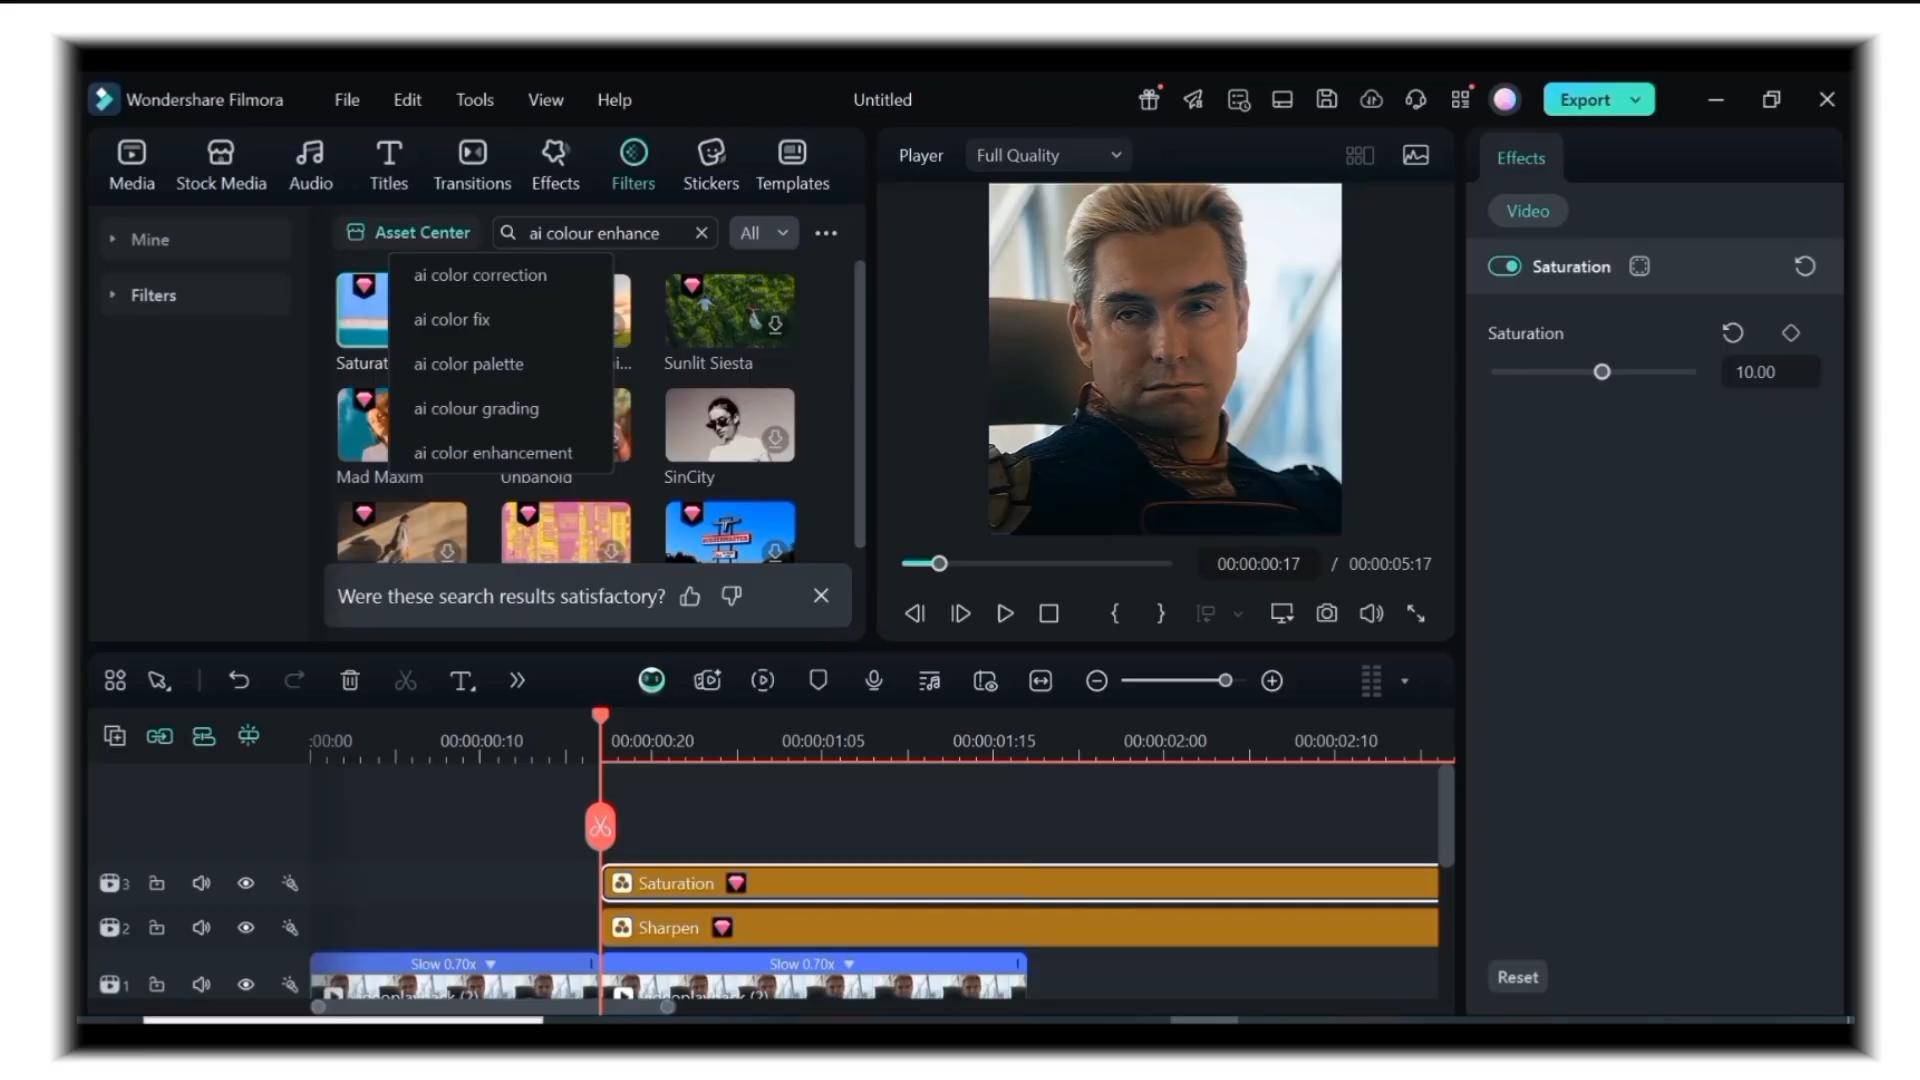 Wondershare Filmora
File
Edit
Tools
View
Help
Untitled
Export
Media
Stock Media
Audio
Titles
Transitions
Effects
Filters
Stickers
Templates
Player
Full Quality
Effects
Video
Mine
Filters
Asset Center
ai colour enhance
All
ai color correction
ai color fix
ai color palette
ai colour grading
ai color enhancement
Saturat
i...
Sunlit Siesta
Mad Maxim
Unbanoid
SinCity
Were these search results satisfactory?
Saturation
Saturation
10.00
00:00:00:17 / 00:00:05:17
{ }
:00:00
00:00:00:10
00:00:00:20
00:00:01:05
00:00:01:15
00:00:02:00
00:00:02:10
3
Saturation
2
Sharpen
Slow 0.70x
Slow 0.70x
1
Reset